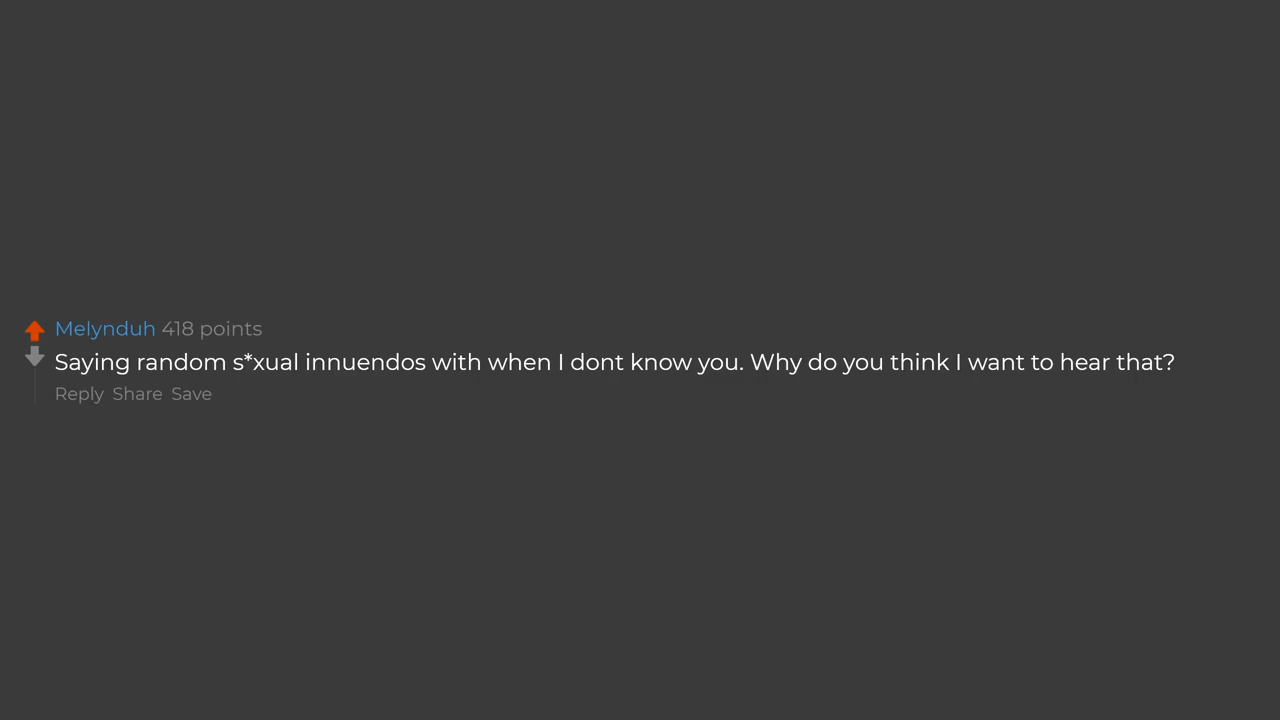 Melynduh 418 points
Saying random s*xual innuendos with when I dont know you. Why do you think I want to hear that?
Reply Share Save